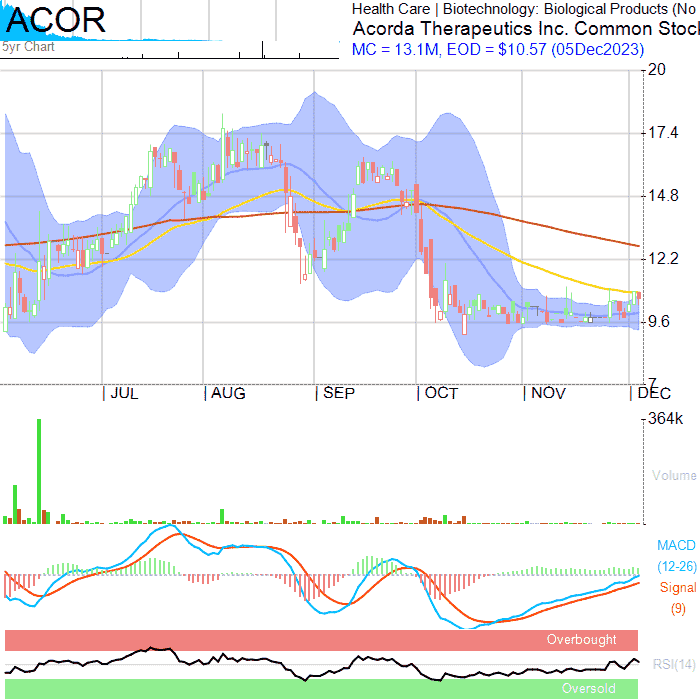 ACOR
Health Care | Biotechnology: Biological Products (No
Acorda Therapeutics Inc. Common Stoc
5yr Chart
MC = 13.1M, EOD = $10.57 (05Dec2023)
20
17.4
14.8
12.2
9.6
7
| JUL | AUG | SEP | OCT | NOV | DEC
364k
Volume
MACD
(12-26)
Signal
(9)
Overbought
RSI(14)
Oversold